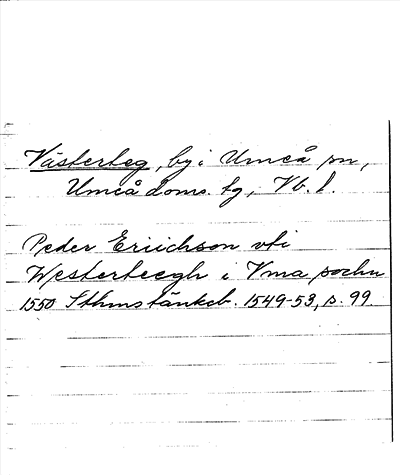 Västerteg, by i Umeå sn,
Umeå doms. tg, Vb. l.
Peder Eriichson vti
Westerteegh i Vma sochn
1550 Sthms tänkeb. 1549-53, s. 99.